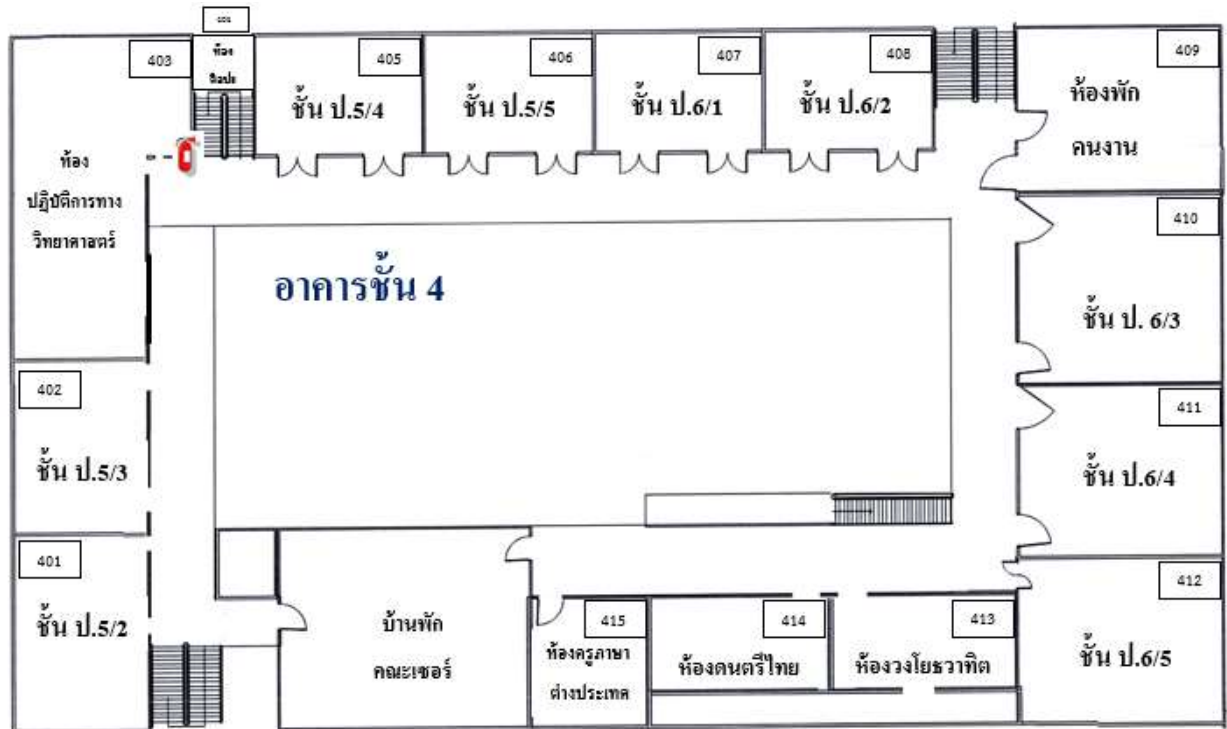 403
ห้อง
ปฎิบัติการทาง
วิทยาศาตร์
ห้อง
ศิลปะ
405
ชั้น ป.5/4
406
ชั้น ป.5/5
407
ชั้น ป.6/1
408
ชั้น ป.6/2
409
ห้องพัก
คนงาน
410
ชั้น ป. 6/3
อาคารชั้น 4
402
ชั้น ป.5/3
411
ชั้น ป.6/4
401
ชั้น ป.5/2
บ้านพัก
คณะเซอร์
415
ห้องครูภาษา
ต่างประเทศ
414
ห้องดนตรีไทย
413
ห้องวงโยธวาทิต
412
ชั้น ป.6/5